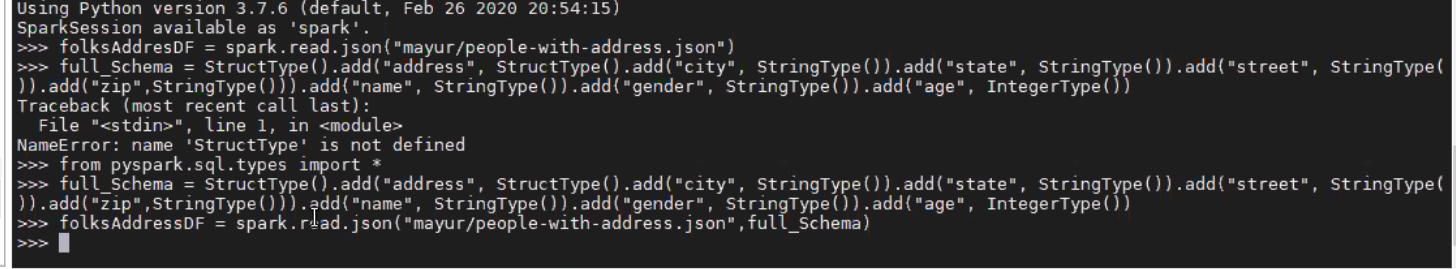 Using Python version 3.7.6 (default, Feb 26 2020 20:54:15)
SparkSession available as 'spark'.
>>> folksAddresDF = spark.read.json("mayur/people-with-address.json")
>>> full_Schema = StructType().add("address", StructType().add("city", StringType()).add("state", StringType()).add("street", StringType(
)).add("zip",StringType())).add("name", StringType()).add("gender", StringType()).add("age", IntegerType())
Traceback (most recent call last):
  File "<stdin>", line 1, in <module>
NameError: name 'StructType' is not defined
>>> from pyspark.sql.types import *
>>> full_Schema = StructType().add("address", StructType().add("city", StringType()).add("state", StringType()).add("street", StringType(
)).add("zip",StringType())).add("name", StringType()).add("gender", StringType()).add("age", IntegerType())
>>> folksAddressDF = spark.read.json("mayur/people-with-address.json",full_Schema)
>>>